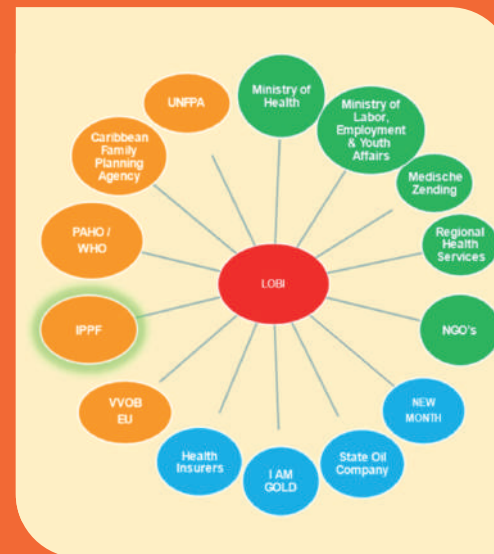 UNFPA
Ministry of
Health
Ministry of
Labor,
Employment
& Youth
Affairs
Caribbean
Family
Planning
Agency
Medische
Zending
PAHO /
WHO
Regional
Health
Services
LOBI
IPPF
NGO's
VVOB
EU
NEW
MONTH
Health
Insurers
I AM
GOLD
State Oil
Company